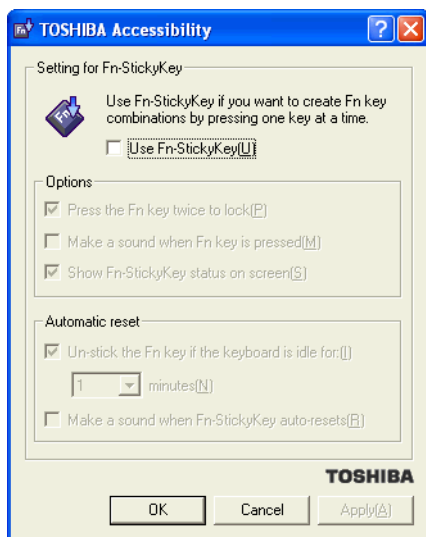 Fn TOSHIBA Accessibility
Setting for Fn-StickyKey
Fn
Use Fn-StickyKey if you want to create Fn key
combinations by pressing one key at a time.
Use Fn-StickyKey(U)
Options
Press the Fn key twice to lock(P)
Make a sound when Fn key is pressed(M)
Show Fn-StickyKey status on screen(S)
Automatic reset
Un-stick the Fn key if the keyboard is idle for:(I)
1 minutes(N)
Make a sound when Fn-StickyKey auto-resets(R)
TOSHIBA
OK Cancel Apply(A)